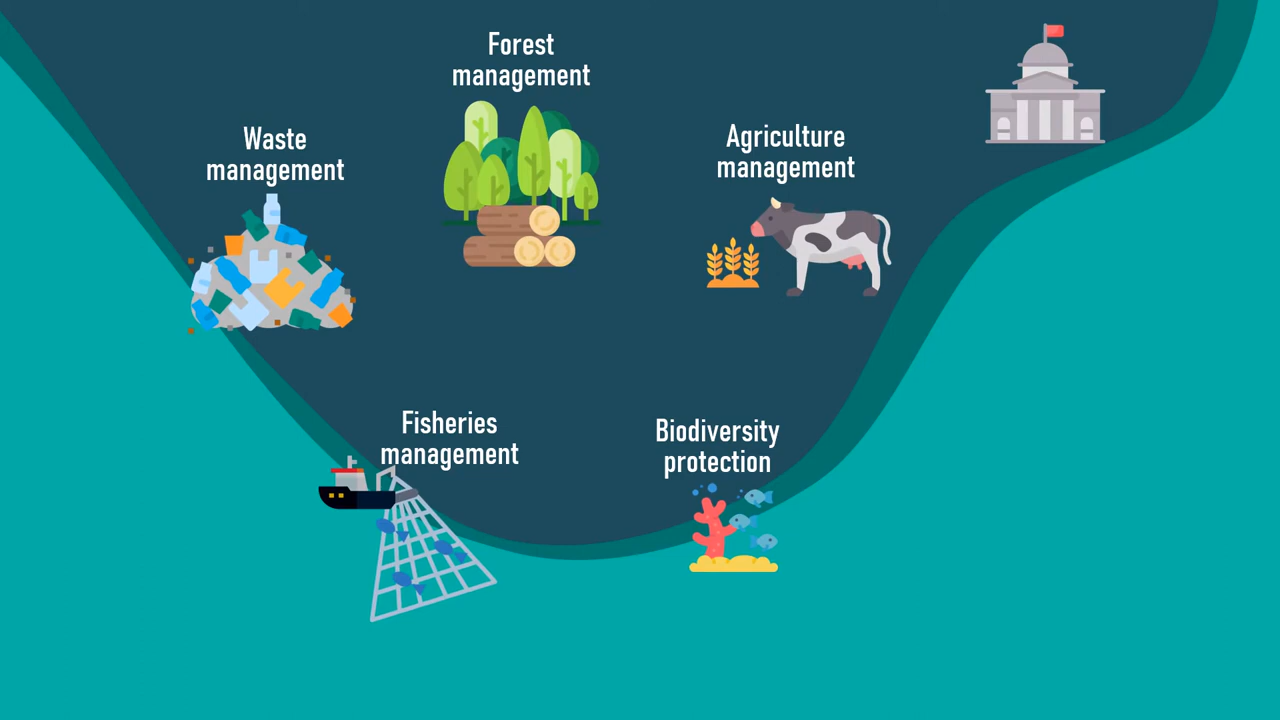 Forest
management
Waste
management
Agriculture
management
Fisheries
management
Biodiversity
protection